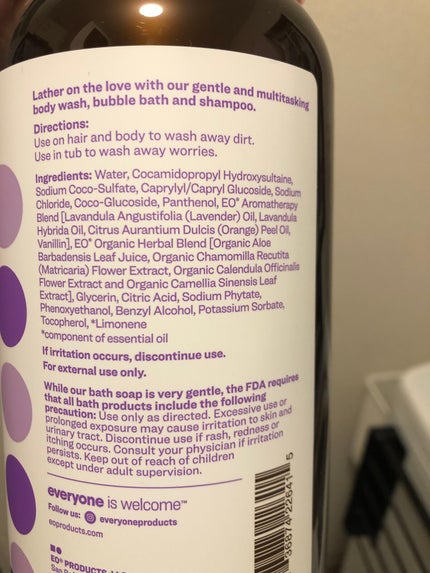 Lather on the love with our gentle and multitasking
body wash, bubble bath and shampoo.
Directions:
Use on hair and body to wash away dirt.
Use in tub to wash away worries.
Ingredients: Water, Cocamidopropyl Hydroxysultaine,
Sodium Coco-Sulfate, Caprylyl/Capryl Glucoside, Sodium
Chloride, Coco-Glucoside, Panthenol, EO® Aromatherapy
Blend [Lavandula Angustifolia (Lavender) Oil, Lavandula
Hybrida Oil, Citrus Aurantium Dulcis (Orange) Peel Oil,
Vanillin], EO® Organic Herbal Blend [Organic Aloe
Barbadensis Leaf Juice, Organic Chamomilla Recutita
(Matricaria) Flower Extract, Organic Calendula Officinalis
Flower Extract and Organic Camellia Sinensis Leaf
Extract], Glycerin, Citric Acid, Sodium Phytate,
Phenoxyethanol, Benzyl Alcohol, Potassium Sorbate,
Tocopherol, *Limonene
*component of essential oil
If irritation occurs, discontinue use.
For external use only.
While our bath soap is very gentle, the FDA requires
that all bath products include the following
precaution: Use only as directed. Excessive use or
prolonged exposure may cause irritation to skin and
urinary tract. Discontinue use if rash, redness or
itching occurs. Consult your physician if irritation
persists. Keep out of reach of children
except under adult supervision.
everyone is welcome™
Follow us: everyoneproducts
eoproducts.com
EO® PRODUCTS
San
36874 22641 5